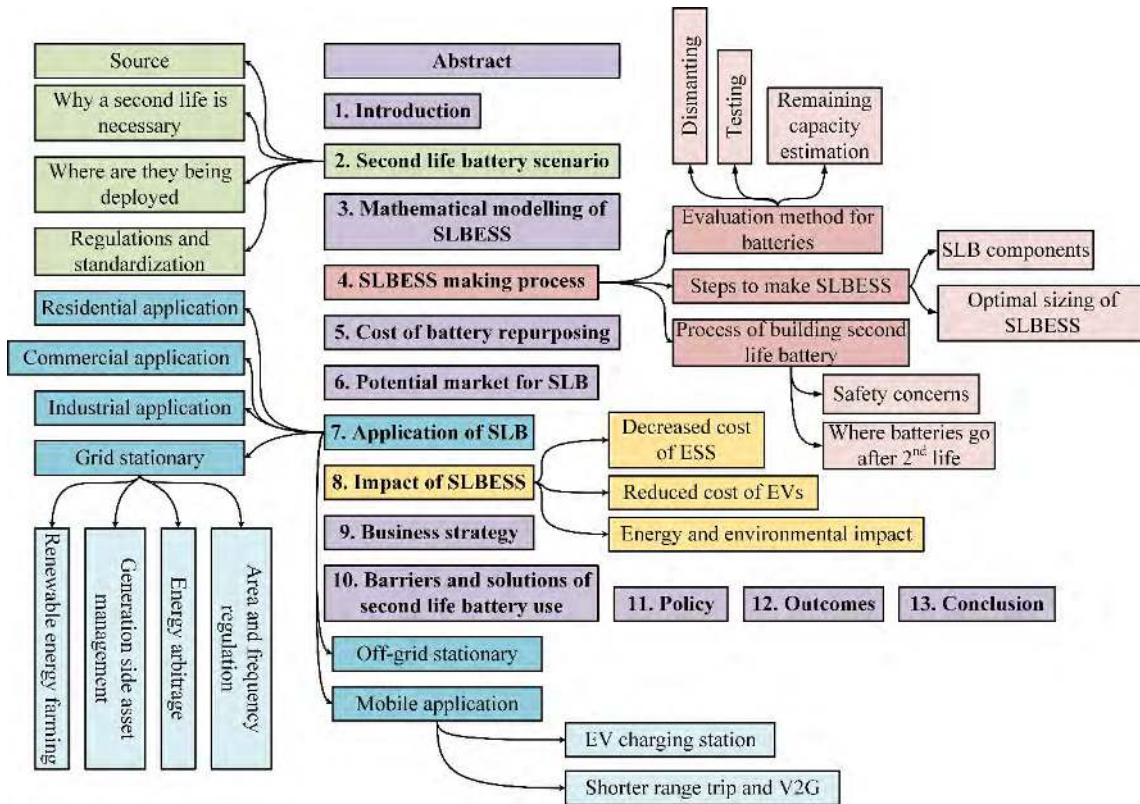 Source
Why a second life is
necessary
Where are they being
deployed
Regulations and
standardization
Residential application
Commercial application
Industrial application
Grid stationary
Renewable energy farming
Generation side asset
management
Energy arbitrage
Area and frequency
regulation
Abstract
1. Introduction
2. Second life battery scenario
3. Mathematical modelling of
SLBESS
4. SLBESS making process
5. Cost of battery repurposing
6. Potential market for SLB
7. Application of SLB
8. Impact of SLBESS
9. Business strategy
10. Barriers and solutions of
second life battery use
11. Policy
12. Outcomes
13. Conclusion
Off-grid stationary
Mobile application
EV charging station
Shorter range trip and V2G
Dismanting
Testing
Remaining
capacity
estimation
Evaluation method for
batteries
Steps to make SLBESS
Process of building second
life battery
SLB components
Optimal sizing of
SLBESS
Safety concerns
Where batteries go
after 2nd life
Decreased cost
of ESS
Reduced cost of EVs
Energy and environmental impact